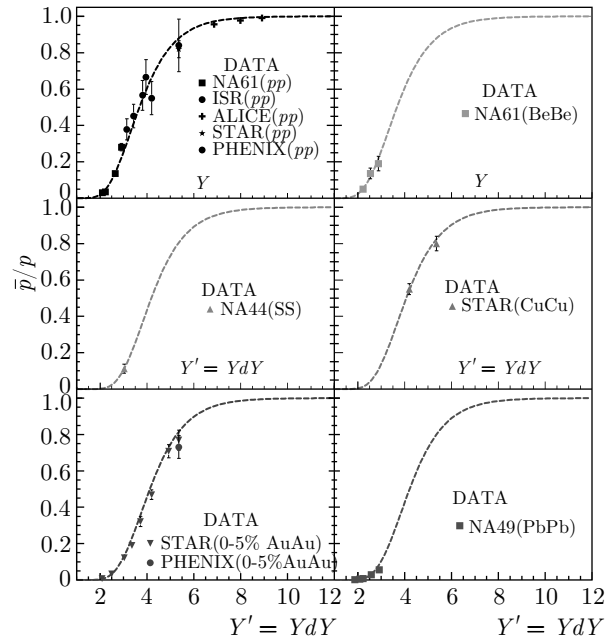 1.0
0.8
0.6
0.4
0.2
0
DATA
NA61(pp)
ISR(pp)
ALICE(pp)
STAR(pp)
PHENIX(pp)
Y
DATA
NA61(BeBe)
Y
p̄/p
1.0
0.8
0.6
0.4
0.2
0.0
DATA
NA44(SS)
Y′ = YdY
DATA
STAR(CuCu)
Y′ = YdY
1.0
0.8
0.6
0.4
0.2
0
DATA
STAR(0-5% AuAu)
PHENIX(0-5%AuAu)
DATA
NA49(PbPb)
2 4 6 8 10 12 2 4 6 8 10 12
Y′ = YdY Y′ = YdY